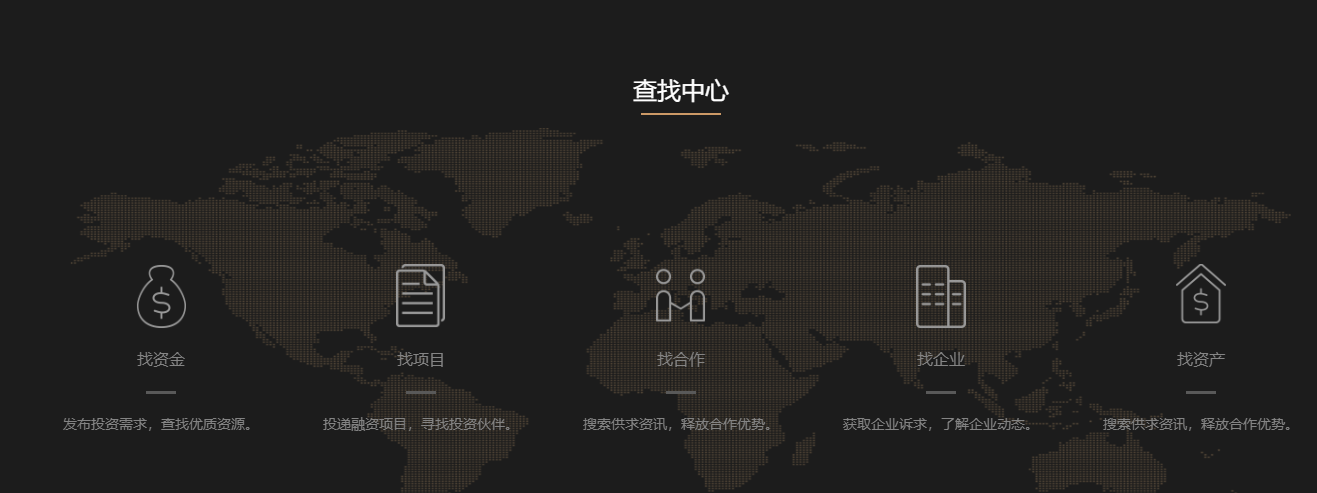 查找中心
找资金
找项目
找合作
找企业
找资产
发布投资需求，查找优质资源。
投递融资项目，寻找投资伙伴。
搜索供求资讯，释放合作优势。
获取企业诉求，了解企业动态。
搜索供求资讯，释放合作优势。